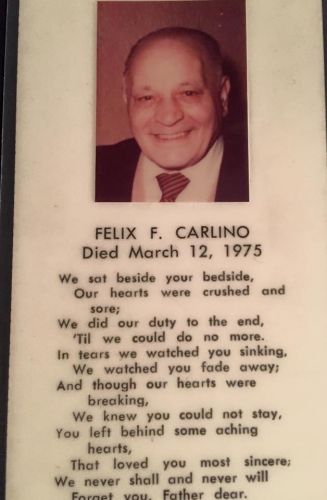 FELIX F. CARLINO
Died March 12, 1975
We sat beside your bedside,
Our hearts were crushed and
sore;
We did our duty to the end,
'Til we could do no more.
In tears we watched you sinking,
We watched you fade away;
And though our hearts were
breaking,
We knew you could not stay,
You left behind some aching
hearts,
That loved you most sincere;
We never shall and never will
Forget you, Father dear.